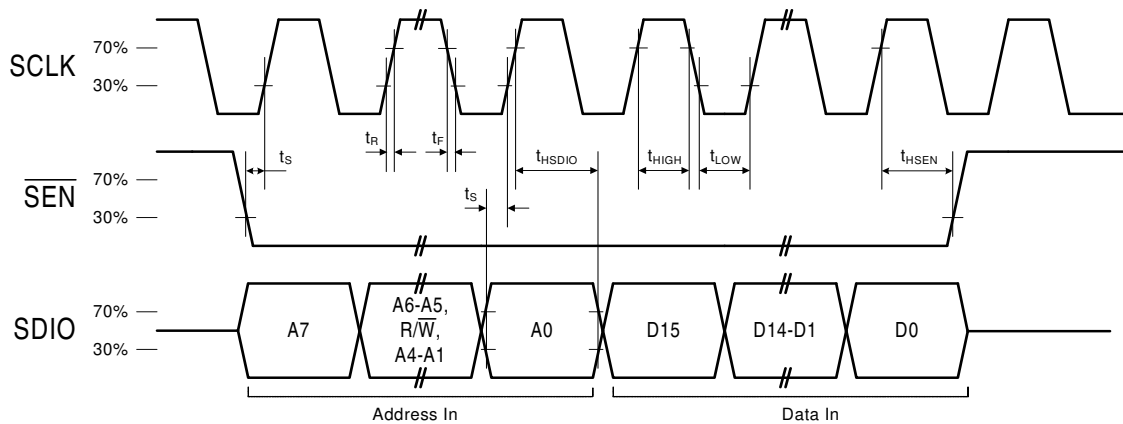 SCLK
70%
30%
tR
tF
tS
tHSDIO
tHIGH
tLOW
tHSEN
SEN
70%
30%
tS
SDIO
70%
30%
A7
A6-A5,
R/W,
A4-A1
A0
D15
D14-D1
D0
Address In
Data In